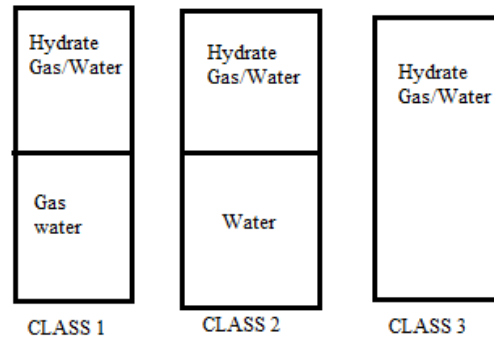 Hydrate
Gas/Water
Gas
water
CLASS 1
Hydrate
Gas/Water
Water
CLASS 2
Hydrate
Gas/Water
CLASS 3